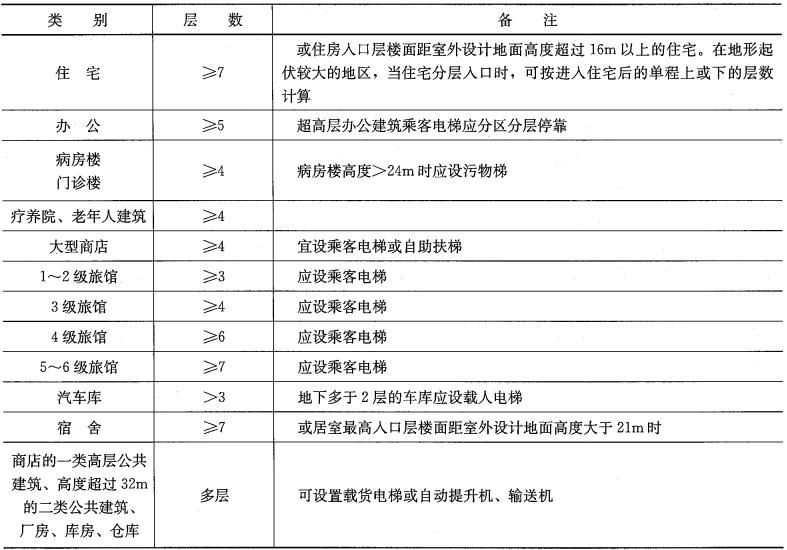 类 别 层 数 备 注
住 宅 ≥7 或住房入口层楼面距室外设计地面高度超过 16m 以上的住宅。在地形起
伏较大的地区，当住宅分层入口时，可按进入住宅后的单程上或下的层数
计算
办 公 ≥5 超高层办公建筑乘客电梯应分区分层停靠
病房楼
门诊楼 ≥4 病房楼高度＞24m 时应设污物梯
疗养院、老年人建筑 ≥4
大型商店 ≥4 宜设乘客电梯或自助扶梯
1～2 级旅馆 ≥3 应设乘客电梯
3 级旅馆 ≥4 应设乘客电梯
4 级旅馆 ≥6 应设乘客电梯
5～6 级旅馆 ≥7 应设乘客电梯
汽车库 ＞3 地下多于 2 层的车库应设载人电梯
宿 舍 ≥7 或居室最高入口层楼面距室外设计地面高度大于 21m 时
商店的一类高层公共
建筑、高度超过 32m
的二类公共建筑、
厂房、库房、仓库 多层 可设置载货电梯或自动提升机、输送机